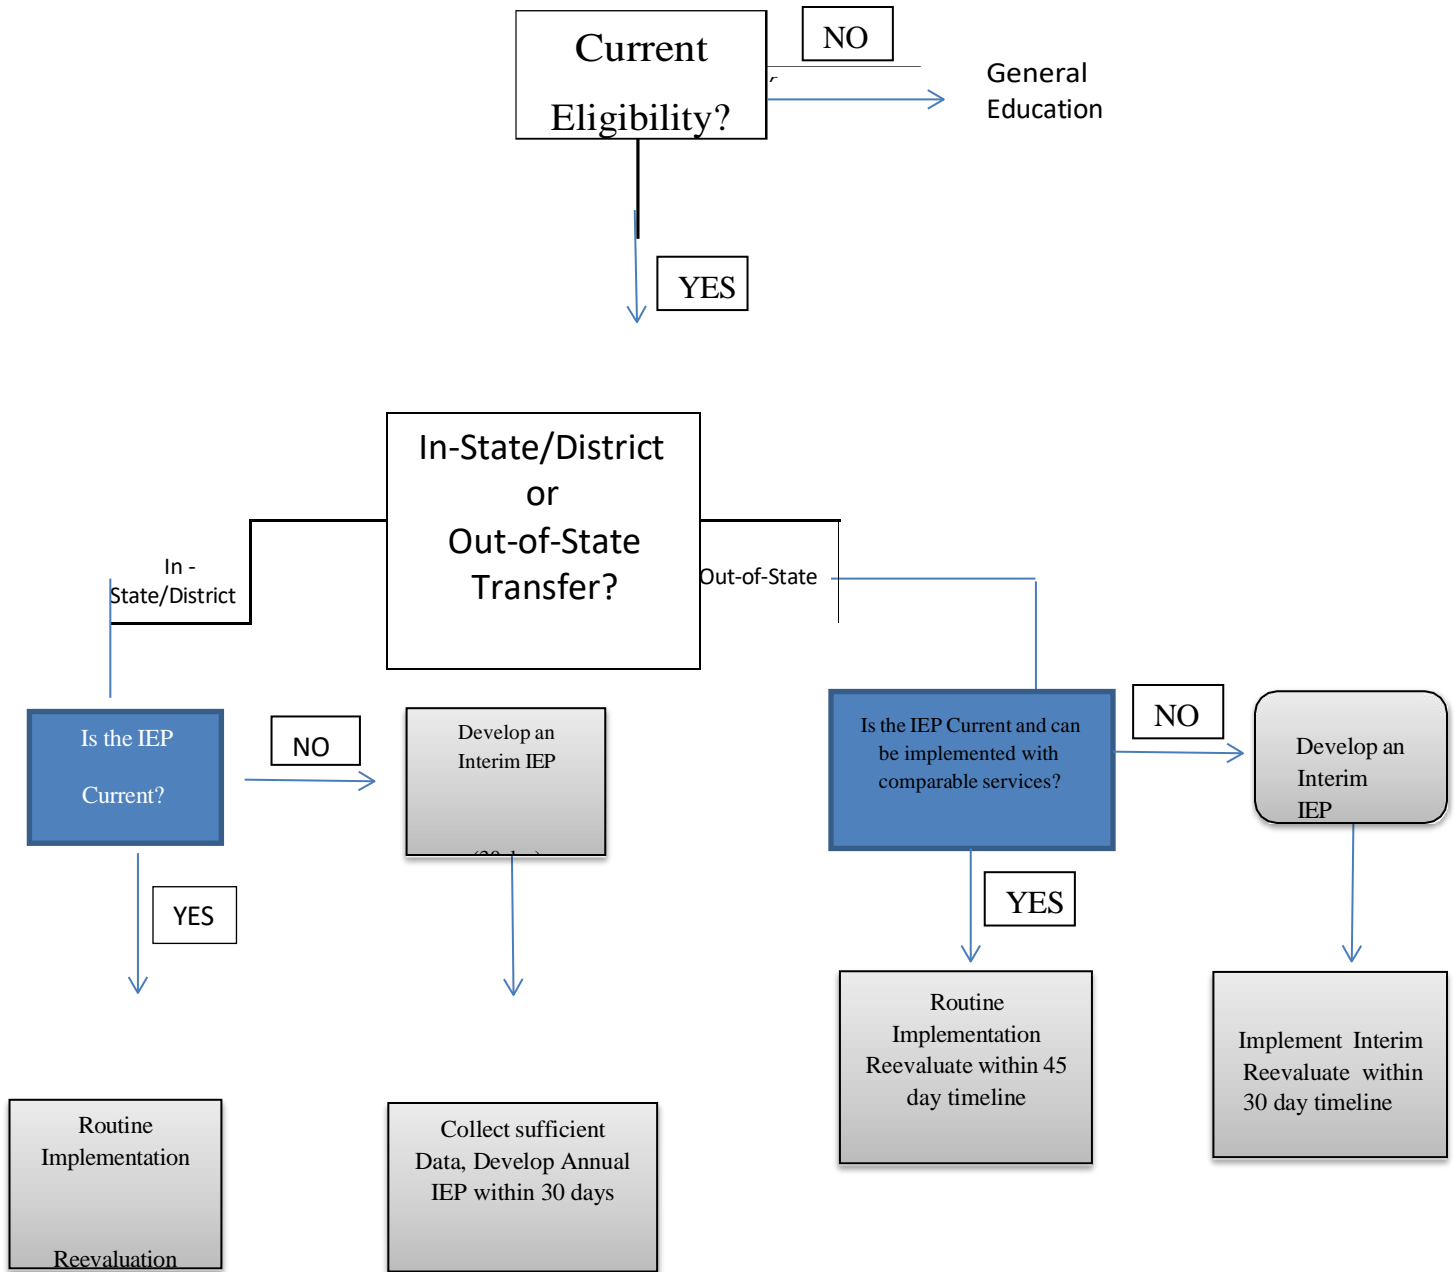 Current
Eligibility?
NO
General
Education
YES
In-State/District
or
Out-of-State
Transfer?
In -
State/District
Out-of-State
Is the IEP
Current?
NO
Develop an
Interim IEP
YES
Is the IEP Current and can
be implemented with
comparable services?
NO
Develop an
Interim
IEP
YES
Routine
Implementation
Reevaluate within 45
day timeline
Implement Interim
Reevaluate within
30 day timeline
Routine
Implementation
Reevaluation
Collect sufficient
Data, Develop Annual
IEP within 30 days